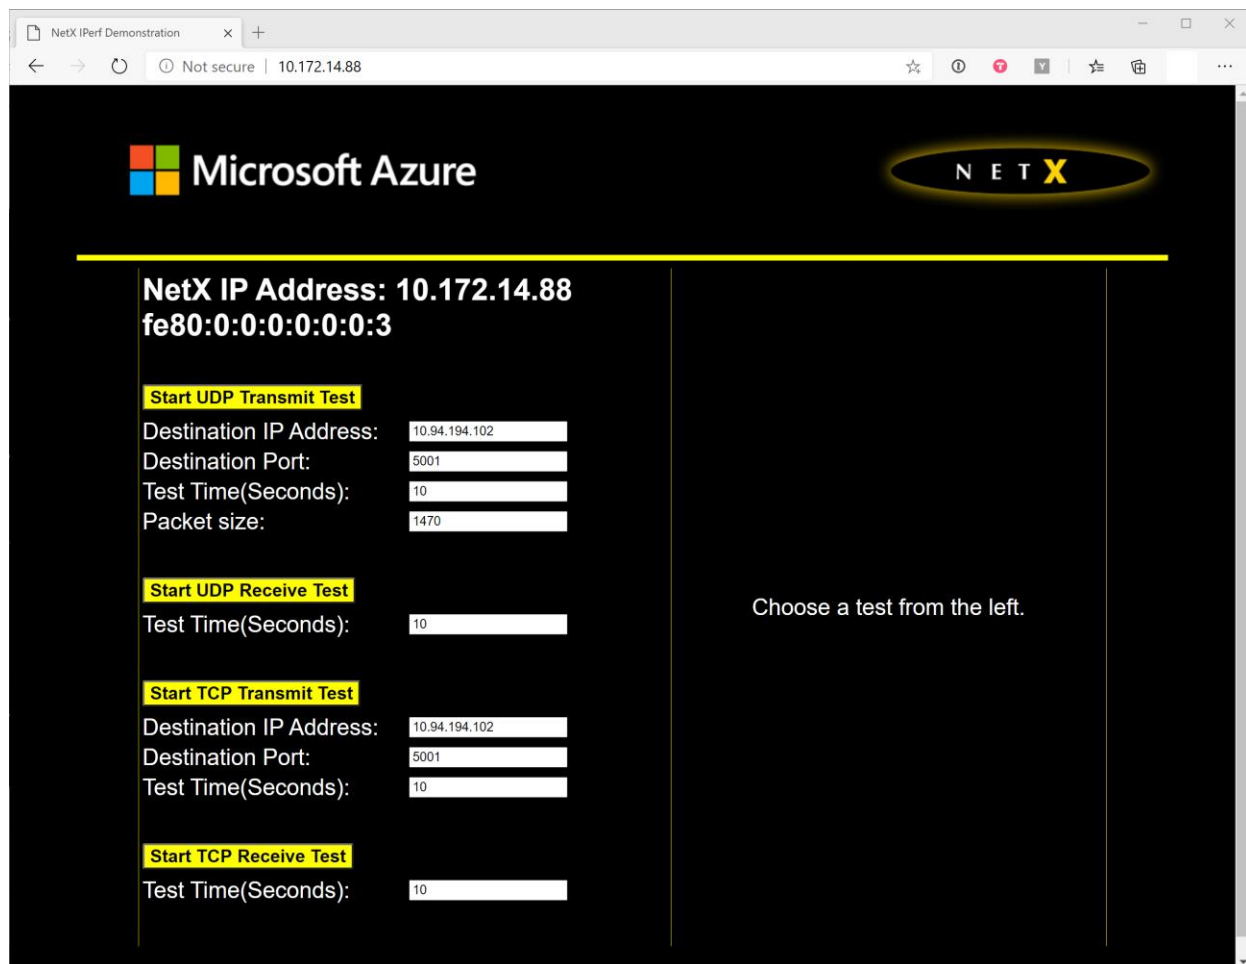 NetX IPerf Demonstration
Not secure | 10.172.14.88
Microsoft Azure
NETX
NetX IP Address: 10.172.14.88
fe80:0:0:0:0:0:0:3
Start UDP Transmit Test
Destination IP Address: 10.94.194.102
Destination Port: 5001
Test Time(Seconds): 10
Packet size: 1470
Start UDP Receive Test
Test Time(Seconds): 10
Start TCP Transmit Test
Destination IP Address: 10.94.194.102
Destination Port: 5001
Test Time(Seconds): 10
Start TCP Receive Test
Test Time(Seconds): 10
Choose a test from the left.